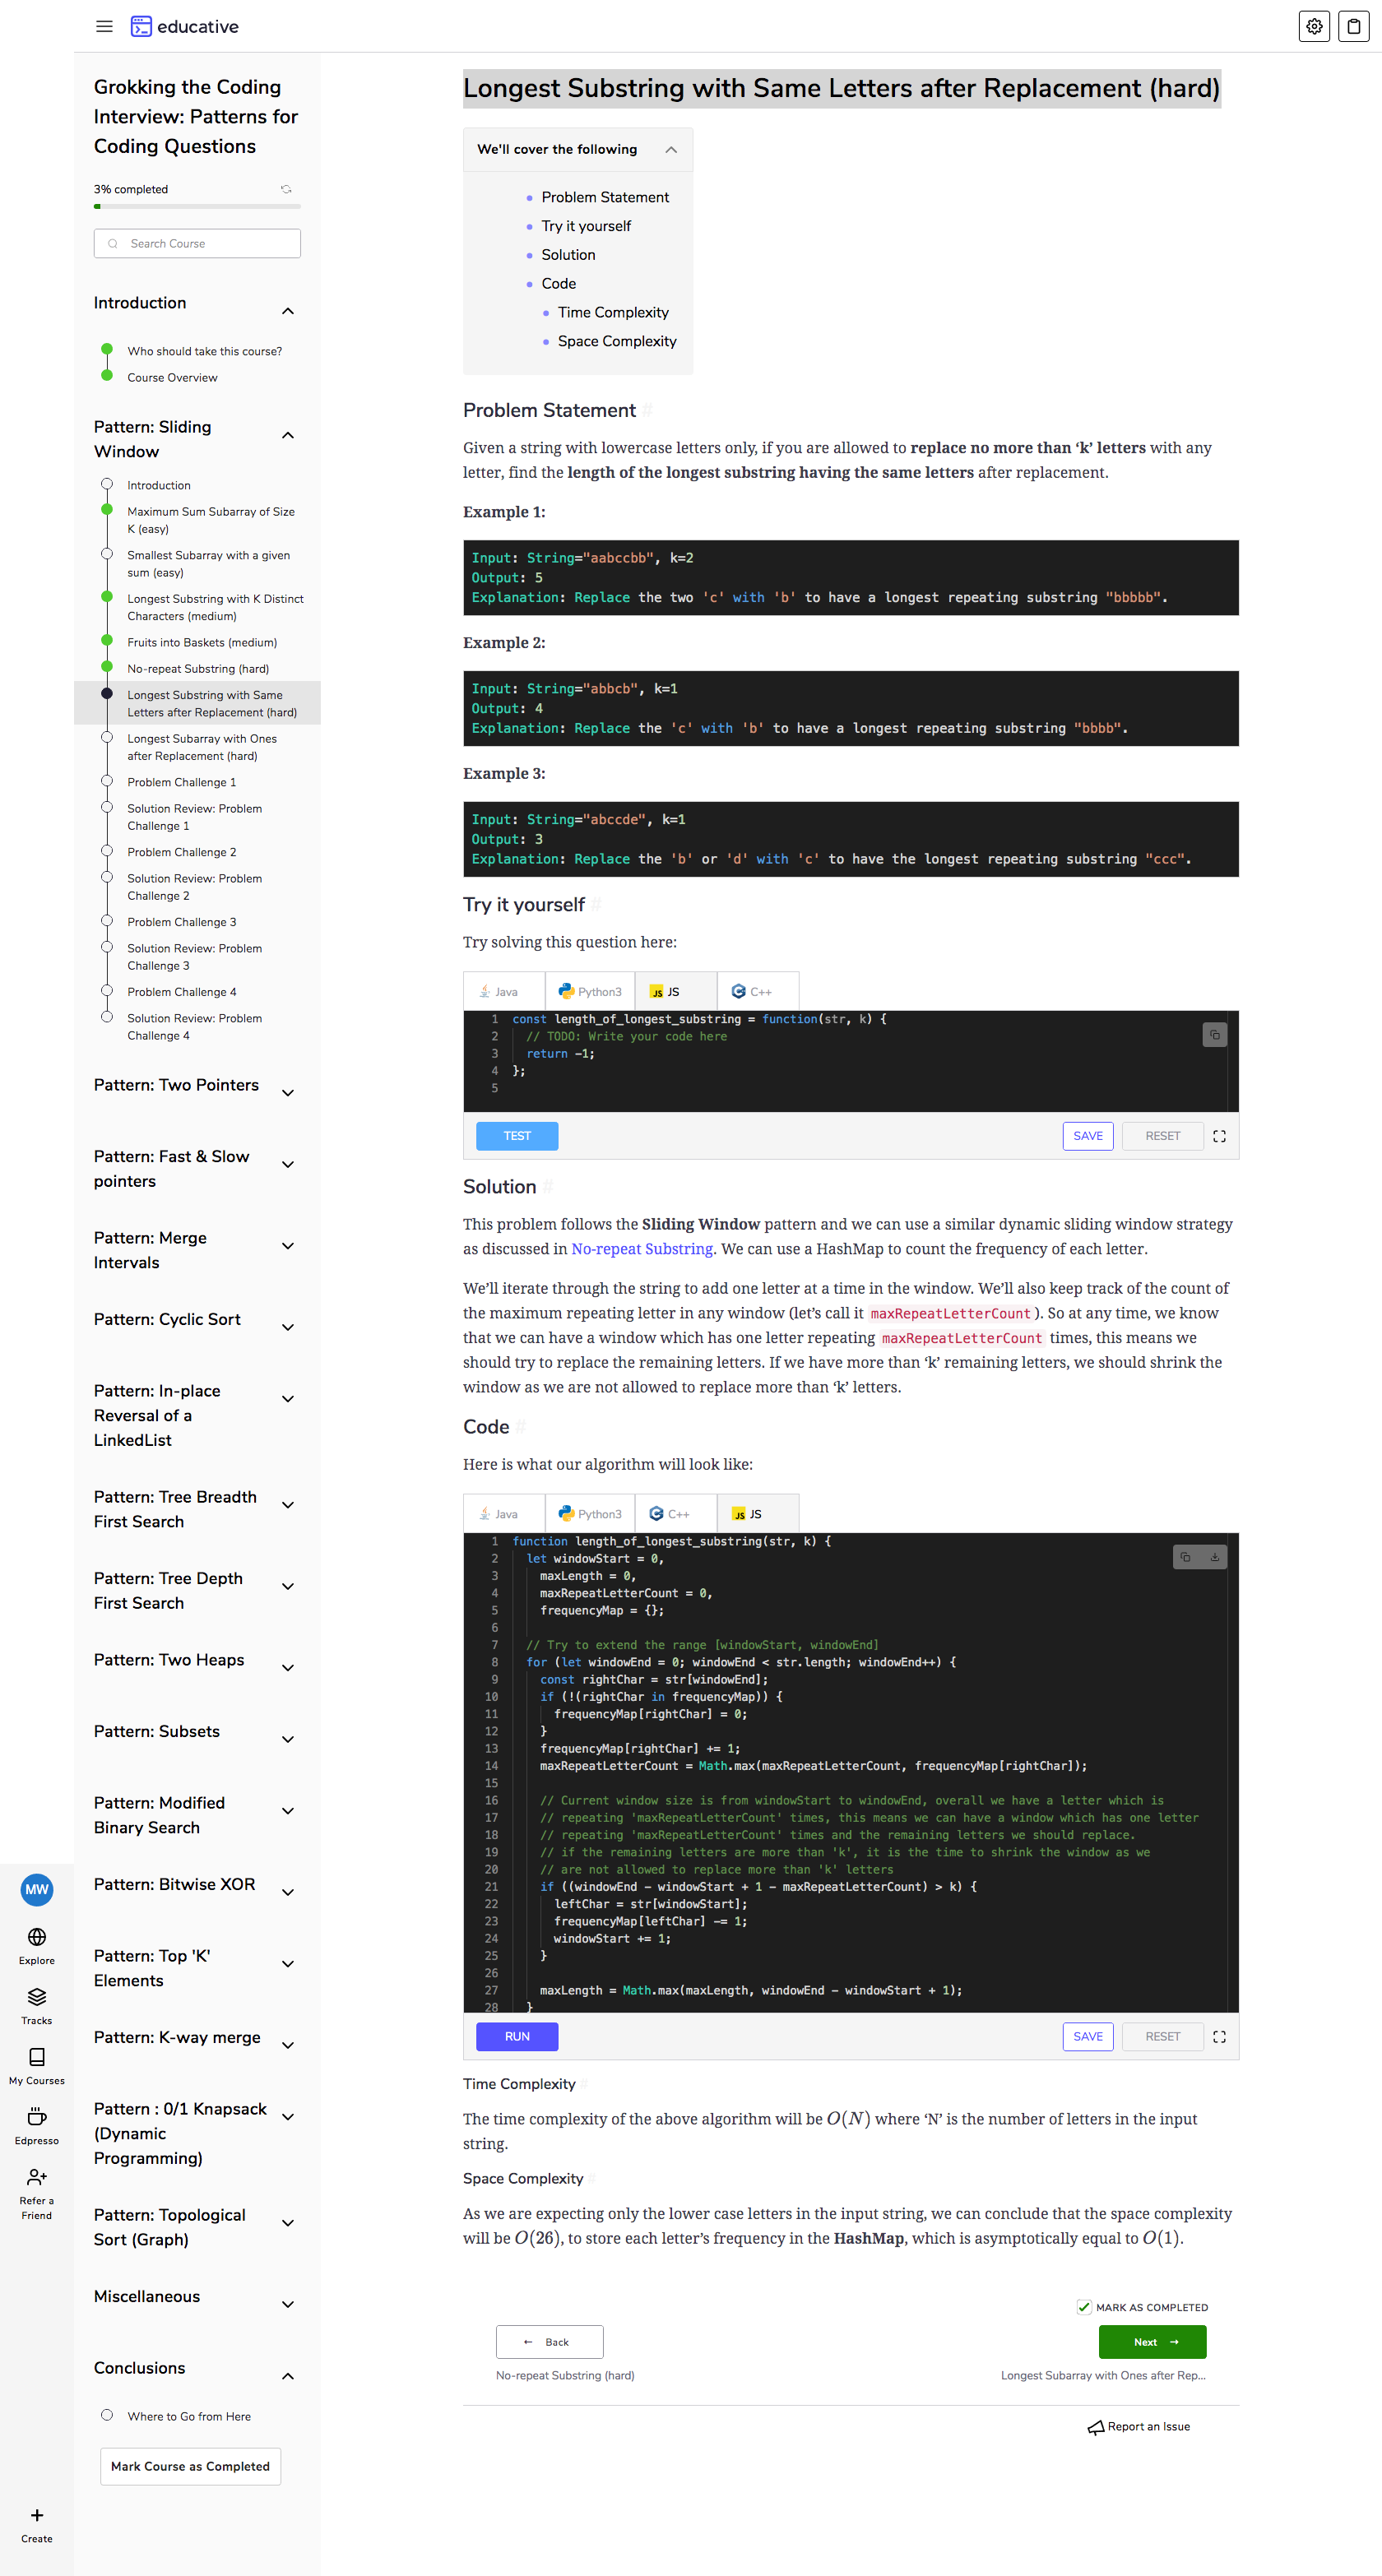 educative
Grokking the Coding
Interview: Patterns for
Coding Questions
3% completed
Search Course
Introduction
Who should take this course?
Course Overview
Pattern: Sliding
Window
Introduction
Maximum Sum Subarray of Size
K (easy)
Smallest Subarray with a given
sum (easy)
Longest Substring with K Distinct
Characters (medium)
Fruits into Baskets (medium)
No-repeat Substring (hard)
Longest Substring with Same
Letters after Replacement (hard)
Longest Subarray with Ones
after Replacement (hard)
Problem Challenge 1
Solution Review: Problem
Challenge 1
Problem Challenge 2
Solution Review: Problem
Challenge 2
Problem Challenge 3
Solution Review: Problem
Challenge 3
Problem Challenge 4
Solution Review: Problem
Challenge 4
Pattern: Two Pointers
Pattern: Fast & Slow
pointers
Pattern: Merge
Intervals
Pattern: Cyclic Sort
Pattern: In-place
Reversal of a
LinkedList
Pattern: Tree Breadth
First Search
Pattern: Tree Depth
First Search
Pattern: Two Heaps
Pattern: Subsets
Pattern: Modified
Binary Search
Pattern: Bitwise XOR
Pattern: Top 'K'
Elements
Pattern: K-way merge
Pattern : 0/1 Knapsack
(Dynamic
Programming)
Pattern: Topological
Sort (Graph)
Miscellaneous
Conclusions
Where to Go from Here
Mark Course as Completed
MW
Explore
Tracks
My Courses
Edpresso
Refer a
Friend
Create
Longest Substring with Same Letters after Replacement (hard)
We'll cover the following
Problem Statement
Try it yourself
Solution
Code
Time Complexity
Space Complexity
Problem Statement #
Given a string with lowercase letters only, if you are allowed to replace no more than ‘k’ letters with any
letter, find the length of the longest substring having the same letters after replacement.
Example 1:
Input: String="aabccbb", k=2
Output: 5
Explanation: Replace the two 'c' with 'b' to have a longest repeating substring "bbbbb".
Example 2:
Input: String="abbcb", k=1
Output: 4
Explanation: Replace the 'c' with 'b' to have a longest repeating substring "bbbb".
Example 3:
Input: String="abccde", k=1
Output: 3
Explanation: Replace the 'b' or 'd' with 'c' to have the longest repeating substring "ccc".
Try it yourself #
Try solving this question here:
Java Python3 JS JS C++
1 const length_of_longest_substring = function(str, k) {
2 // TODO: Write your code here
3 return -1;
4 };
5
TEST SAVE RESET
Solution #
This problem follows the Sliding Window pattern and we can use a similar dynamic sliding window strategy
as discussed in No-repeat Substring. We can use a HashMap to count the frequency of each letter.
We’ll iterate through the string to add one letter at a time in the window. We’ll also keep track of the count of
the maximum repeating letter in any window (let’s call it maxRepeatLetterCount ). So at any time, we know
that we can have a window which has one letter repeating maxRepeatLetterCount times, this means we
should try to replace the remaining letters. If we have more than ‘k’ remaining letters, we should shrink the
window as we are not allowed to replace more than ‘k’ letters.
Code #
Here is what our algorithm will look like:
Java Python3 C++ JS JS
1 function length_of_longest_substring(str, k) {
2 let windowStart = 0,
3 maxLength = 0,
4 maxRepeatLetterCount = 0,
5 frequencyMap = {};
6
7 // Try to extend the range [windowStart, windowEnd]
8 for (let windowEnd = 0; windowEnd < str.length; windowEnd++) {
9 const rightChar = str[windowEnd];
10 if (!(rightChar in frequencyMap)) {
11 frequencyMap[rightChar] = 0;
12 }
13 frequencyMap[rightChar] += 1;
14 maxRepeatLetterCount = Math.max(maxRepeatLetterCount, frequencyMap[rightChar]);
15
16 // Current window size is from windowStart to windowEnd, overall we have a letter which is
17 // repeating 'maxRepeatLetterCount' times, this means we can have a window which has one letter
18 // repeating 'maxRepeatLetterCount' times and the remaining letters we should replace.
19 // if the remaining letters are more than 'k', it is the time to shrink the window as we
20 // are not allowed to replace more than 'k' letters
21 if ((windowEnd - windowStart + 1 - maxRepeatLetterCount) > k) {
22 leftChar = str[windowStart];
23 frequencyMap[leftChar] -= 1;
24 windowStart += 1;
25 }
26
27 maxLength = Math.max(maxLength, windowEnd - windowStart + 1);
28 }
RUN SAVE RESET
Time Complexity #
The time complexity of the above algorithm will be O(N) where ‘N’ is the number of letters in the input
string.
Space Complexity #
As we are expecting only the lower case letters in the input string, we can conclude that the space complexity
will be O(26), to store each letter’s frequency in the HashMap, which is asymptotically equal to O(1).
MARK AS COMPLETED
← Back Next →
No-repeat Substring (hard) Longest Subarray with Ones after Rep...
Report an Issue